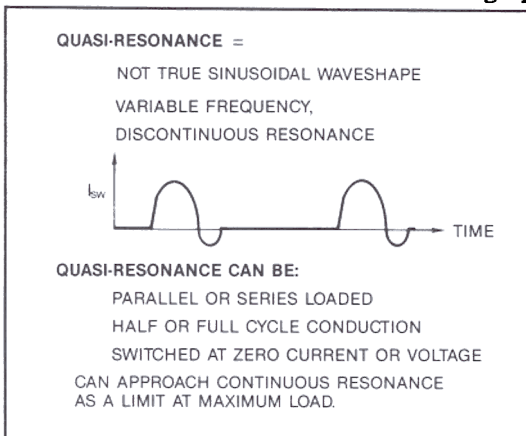 QUASI-RESONANCE =
NOT TRUE SINUSOIDAL WAVESHAPE
VARIABLE FREQUENCY,
DISCONTINUOUS RESONANCE
Isw
TIME
QUASI-RESONANCE CAN BE:
PARALLEL OR SERIES LOADED
HALF OR FULL CYCLE CONDUCTION
SWITCHED AT ZERO CURRENT OR VOLTAGE
CAN APPROACH CONTINUOUS RESONANCE
AS A LIMIT AT MAXIMUM LOAD.